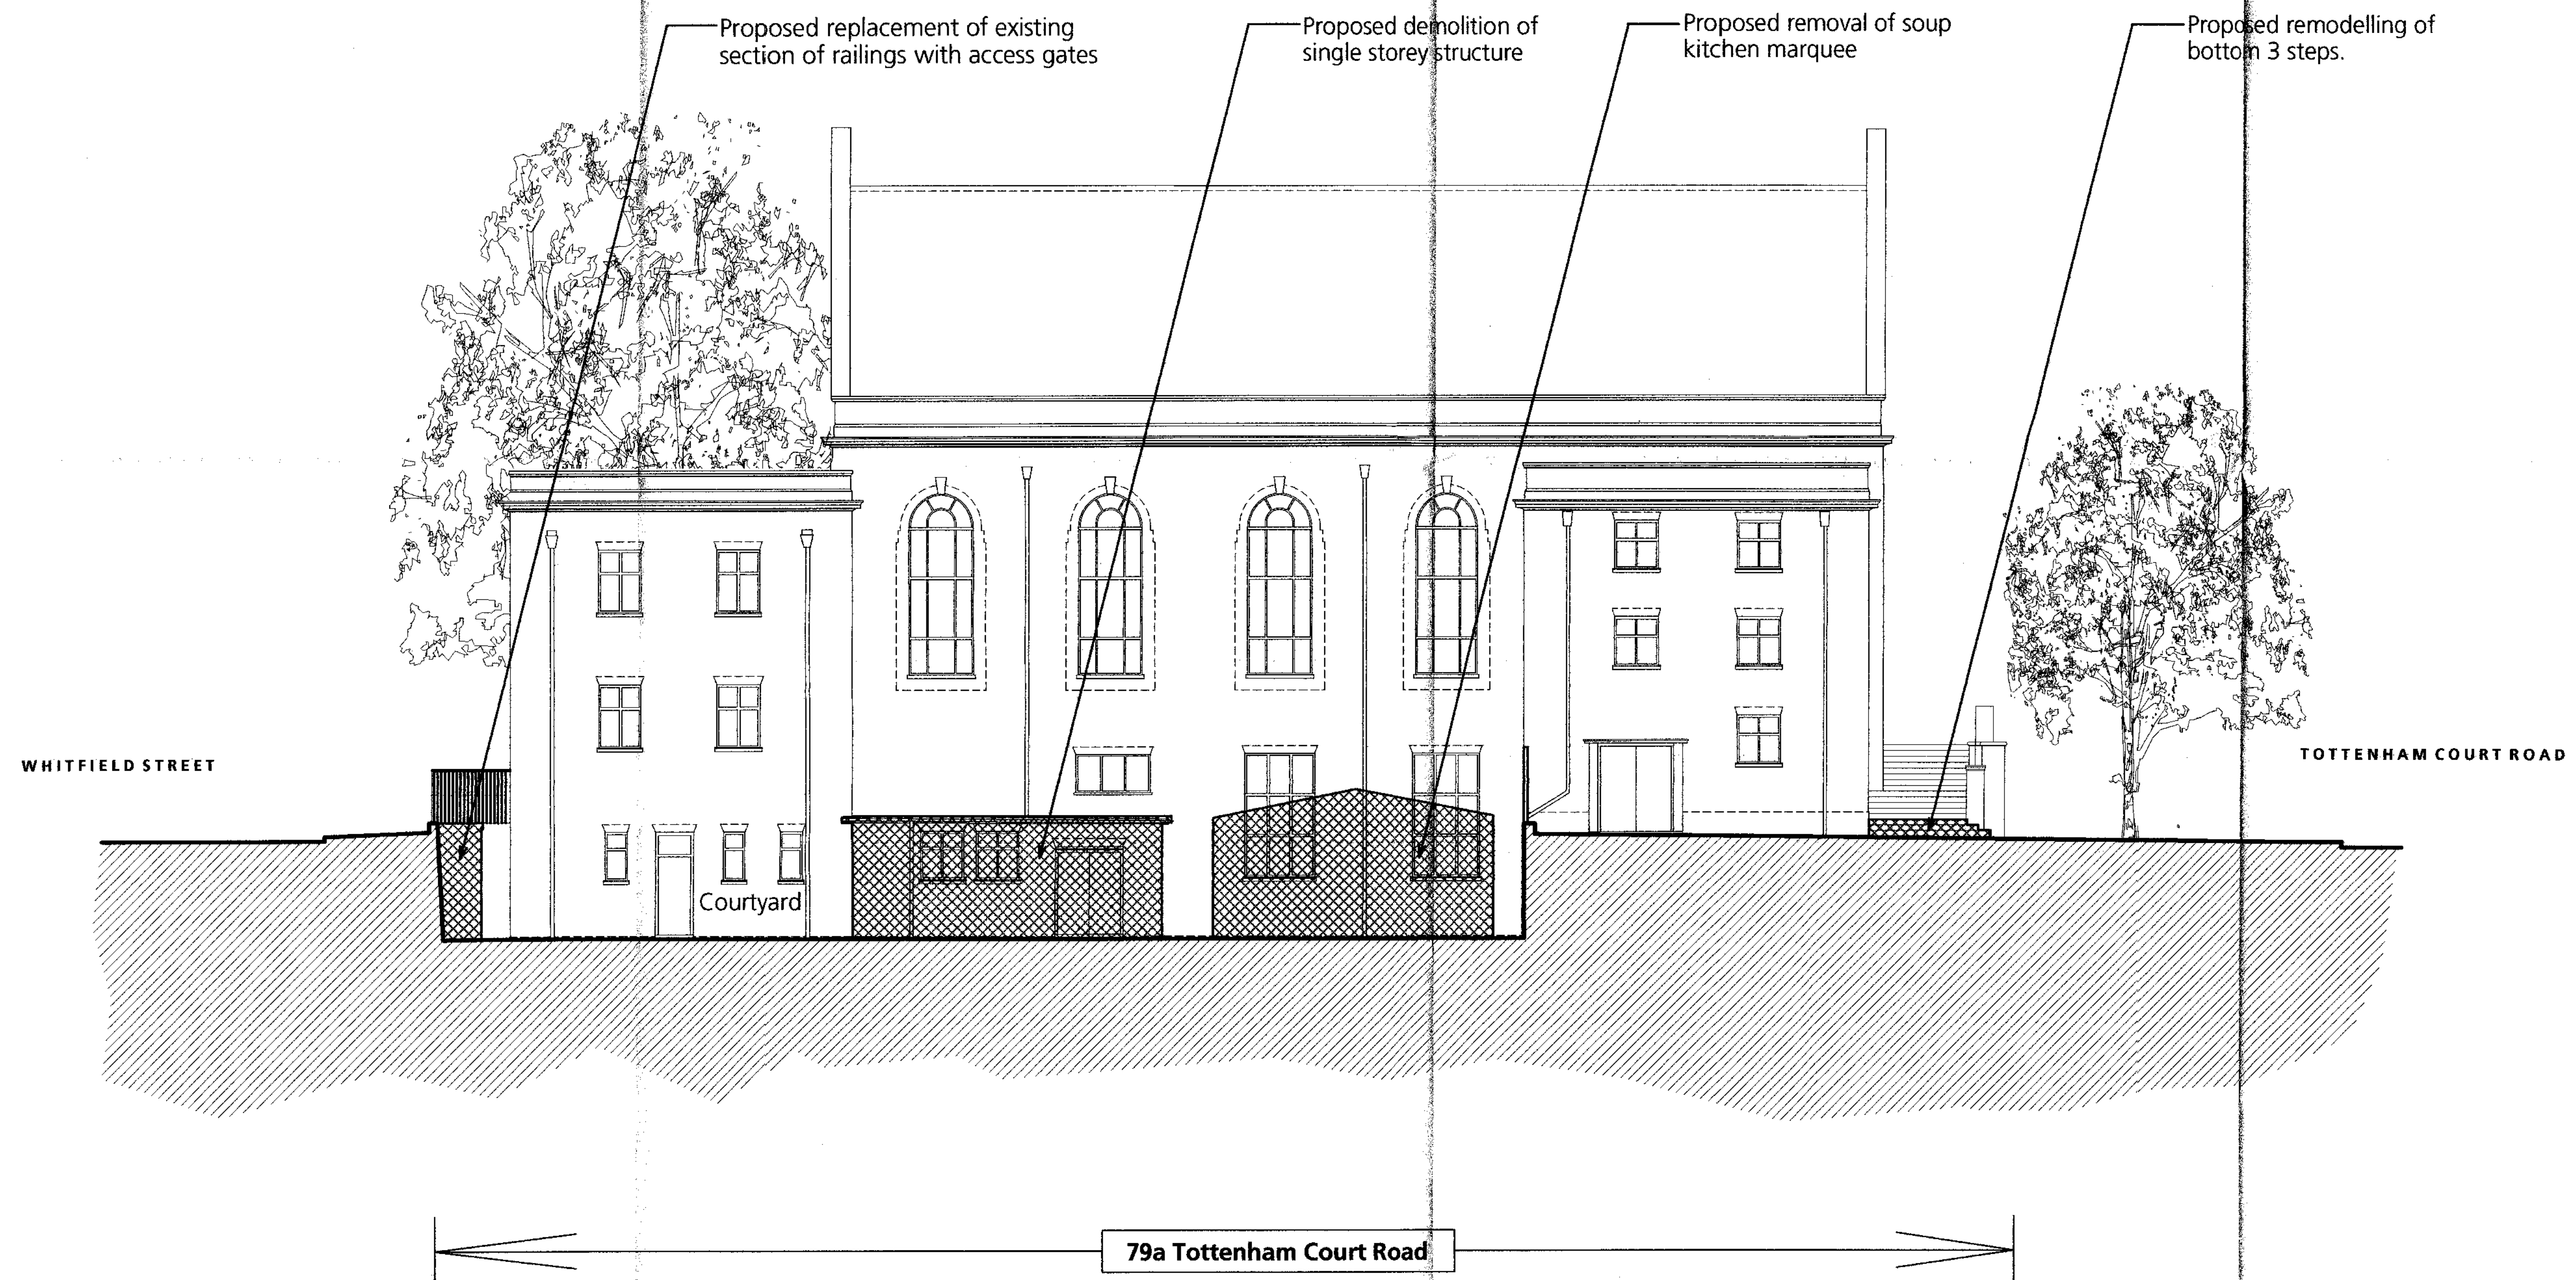 Proposed replacement of existing
section of railings with access gates
Proposed demolition of
single storey structure
Proposed removal of soup
kitchen marquee
Proposed remodelling of
bottom 3 steps.
WHITFIELD STREET
TOTTENHAM COURT ROAD
Courtyard
79a Tottenham Court Road